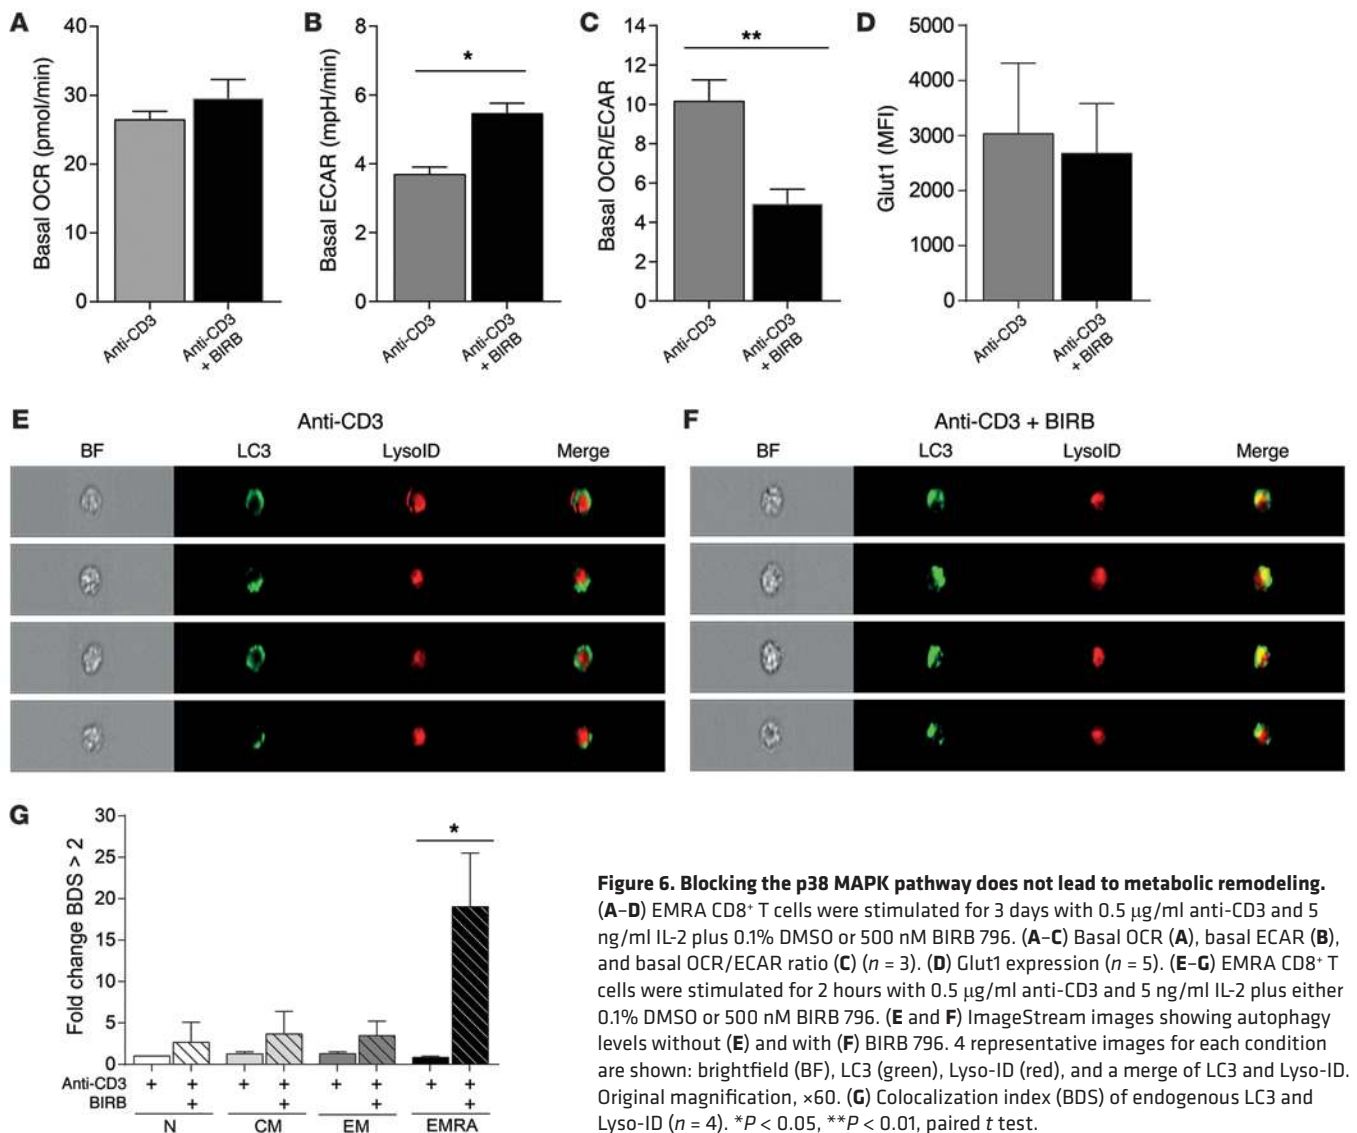 A
Basal OCR (pmol/min)
40
30
20
10
0
Anti-CD3
Anti-CD3
+ BIRB
B
Basal ECAR (mpH/min)
8
6
4
2
0
*
Anti-CD3
Anti-CD3
+ BIRB
C
Basal OCR/ECAR
14
12
10
8
6
4
2
0
**
Anti-CD3
Anti-CD3
+ BIRB
D
Glut1 (MFI)
5000
4000
3000
2000
1000
0
Anti-CD3
Anti-CD3
+ BIRB
E
Anti-CD3
BF LC3 LysoID Merge
F
Anti-CD3 + BIRB
BF LC3 LysoID Merge
G
Fold change BDS > 2
30
25
20
15
10
5
0
*
Anti-CD3 + + + + + + + +
BIRB + + + +
N CM EM EMRA
Figure 6. Blocking the p38 MAPK pathway does not lead to metabolic remodeling.
(A–D) EMRA CD8⁺ T cells were stimulated for 3 days with 0.5 μg/ml anti-CD3 and 5
ng/ml IL-2 plus 0.1% DMSO or 500 nM BIRB 796. (A–C) Basal OCR (A), basal ECAR (B),
and basal OCR/ECAR ratio (C) (n = 3). (D) Glut1 expression (n = 5). (E–G) EMRA CD8⁺ T
cells were stimulated for 2 hours with 0.5 μg/ml anti-CD3 and 5 ng/ml IL-2 plus either
0.1% DMSO or 500 nM BIRB 796. (E and F) ImageStream images showing autophagy
levels without (E) and with (F) BIRB 796. 4 representative images for each condition
are shown: brightfield (BF), LC3 (green), Lyso-ID (red), and a merge of LC3 and Lyso-ID.
Original magnification, ×60. (G) Colocalization index (BDS) of endogenous LC3 and
Lyso-ID (n = 4). *P < 0.05, **P < 0.01, paired t test.